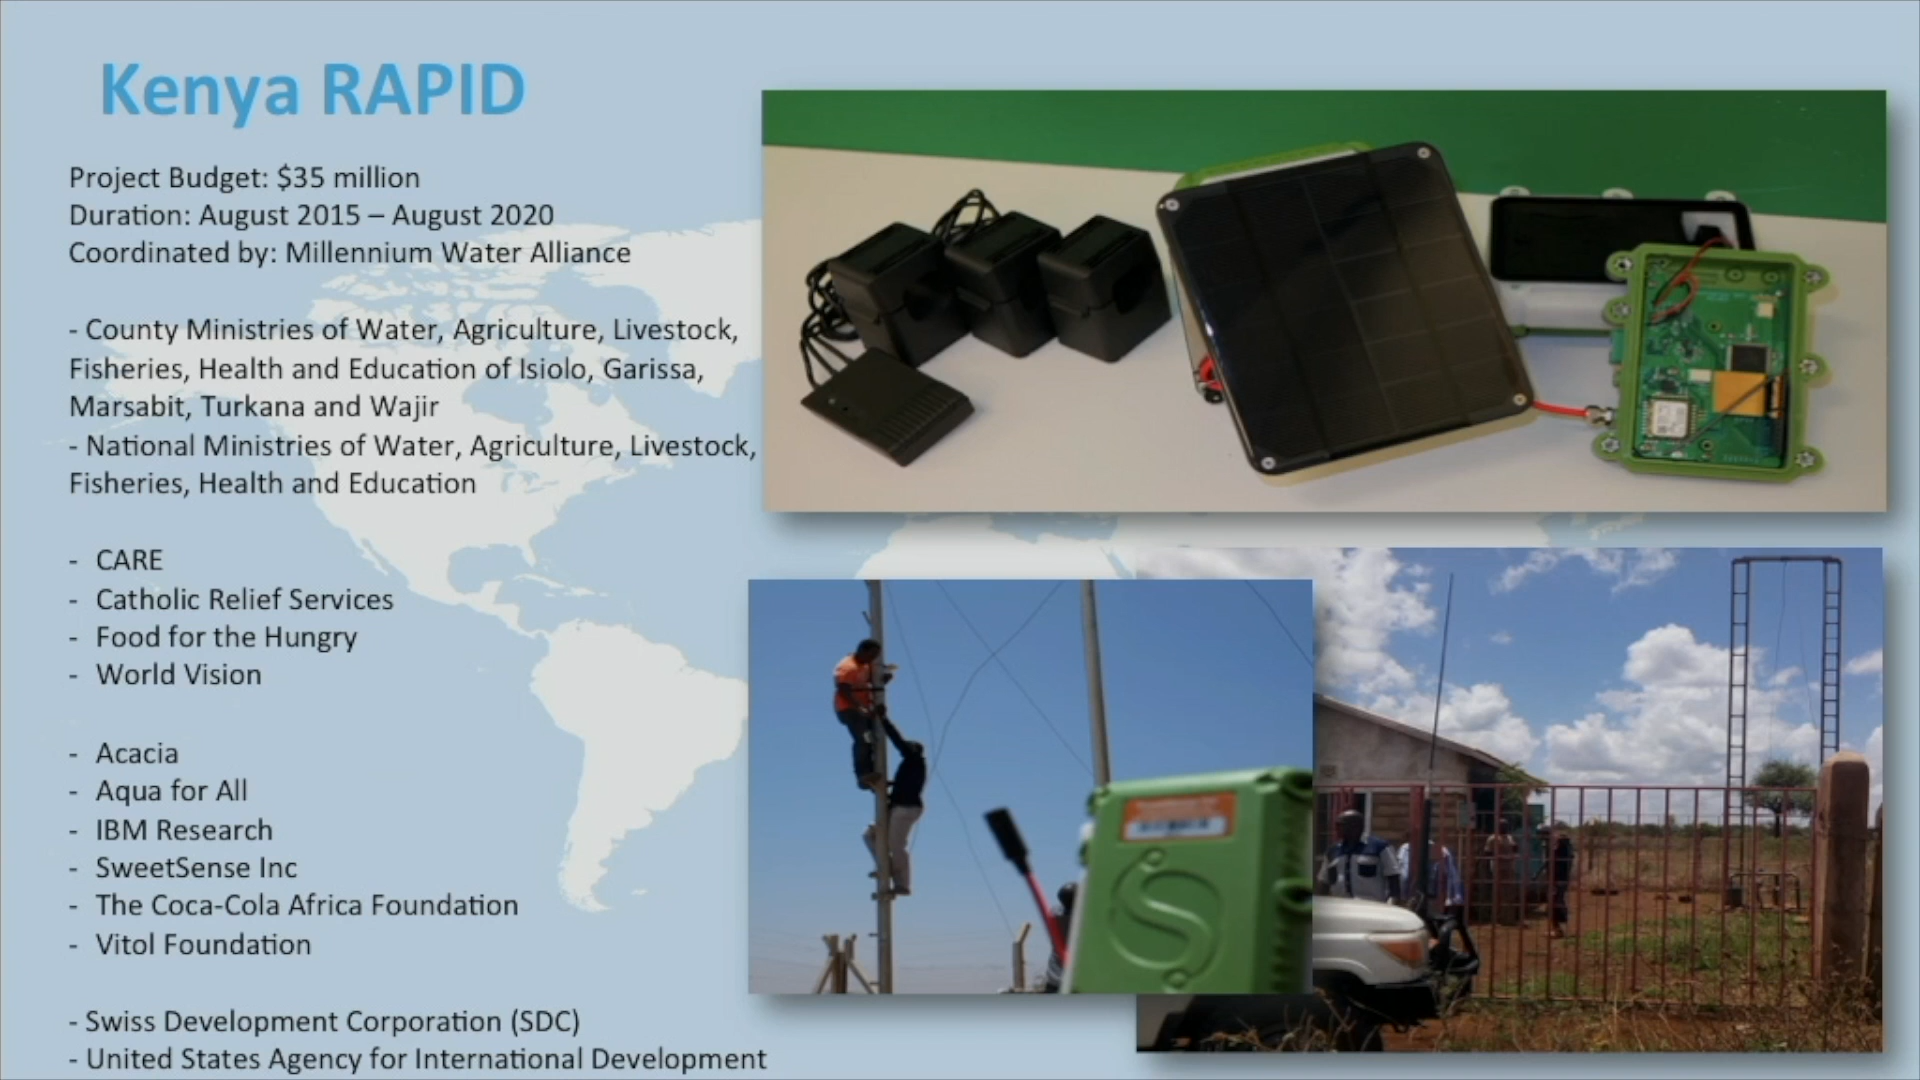 Kenya RAPID
Project Budget: $35 million
Duration: August 2015 – August 2020
Coordinated by: Millennium Water Alliance
- County Ministries of Water, Agriculture, Livestock,
Fisheries, Health and Education of Isiolo, Garissa,
Marsabit, Turkana and Wajir
- National Ministries of Water, Agriculture, Livestock,
Fisheries, Health and Education
- CARE
- Catholic Relief Services
- Food for the Hungry
- World Vision
- Acacia
- Aqua for All
- IBM Research
- SweetSense Inc
- The Coca-Cola Africa Foundation
- Vitol Foundation
- Swiss Development Corporation (SDC)
- United States Agency for International Development